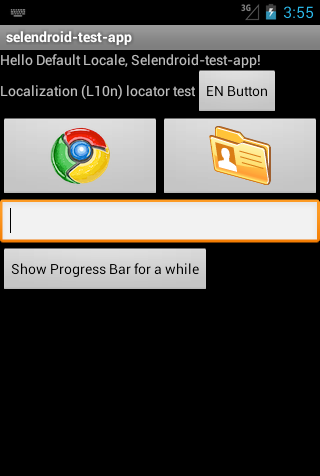 3G 3:55
selendroid-test-app
Hello Default Locale, Selendroid-test-app!
Localization (L10n) locator test EN Button
Show Progress Bar for a while